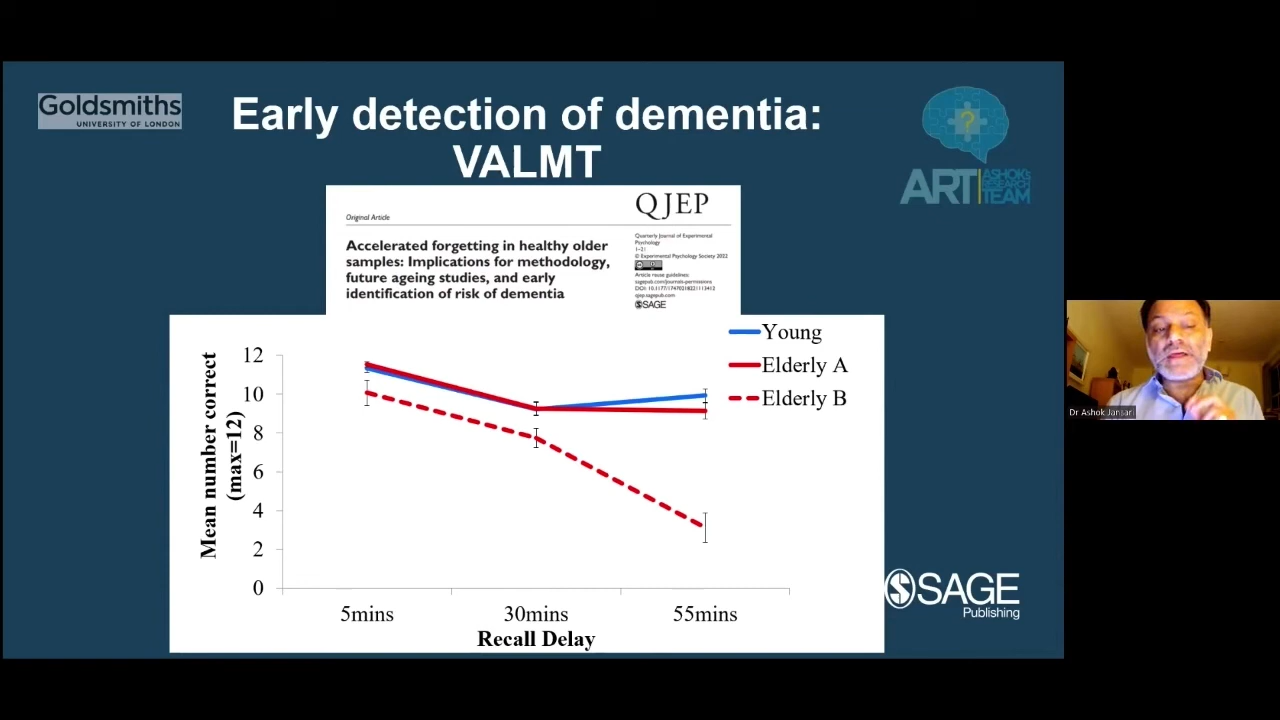 Goldsmiths
UNIVERSITY OF LONDON
Early detection of dementia:
VALMT
?
ART
ASHOK'S
RESEARCH
TEAM
Original Article
QJEP
Accelerated forgetting in healthy older
samples: Implications for methodology,
future ageing studies, and early
identification of risk of dementia
Quarterly Journal of Experimental
Psychology
1–21
© Experimental Psychology Society 2022
Article reuse guidelines:
sagepub.com/journals-permissions
DOI: 10.1177/17470218221113412
qjep.sagepub.com
SAGE
Young
Elderly A
Elderly B
Mean number correct
(max=12)
12
10
8
6
4
2
0
5mins 30mins 55mins
Recall Delay
SAGE
Publishing
Dr Ashok Jansari